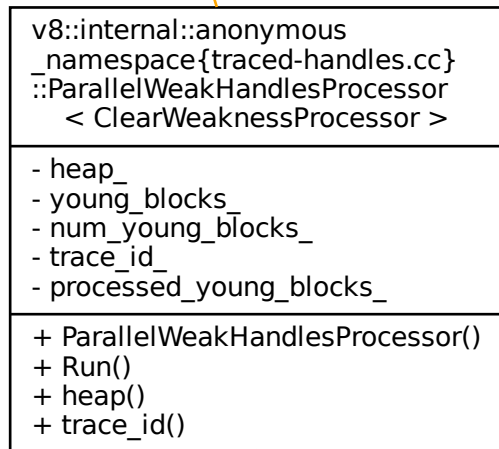 v8::internal::anonymous
_namespace{traced-handles.cc}
::ParallelWeakHandlesProcessor
< ClearWeaknessProcessor >
- heap_
- young_blocks_
- num_young_blocks_
- trace_id_
- processed_young_blocks_
+ ParallelWeakHandlesProcessor()
+ Run()
+ heap()
+ trace_id()